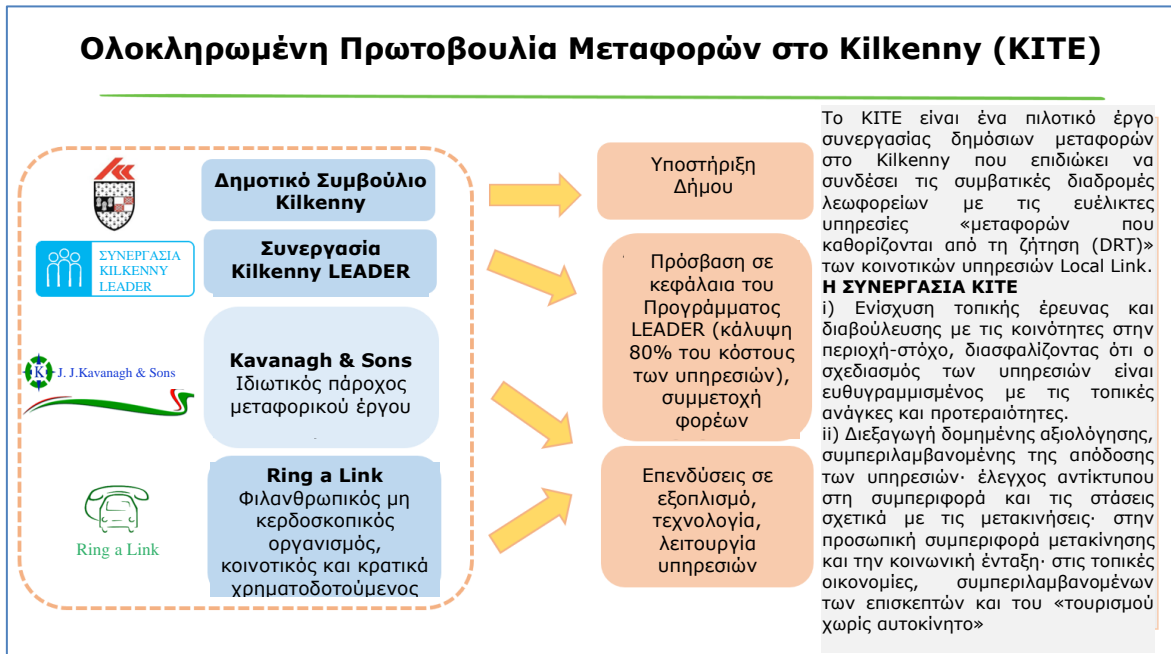 Ολοκληρωμένη Πρωτοβουλία Μεταφορών στο Kilkenny (KITE)
Δημοτικό Συμβούλιο
Kilkenny
ΣΥΝΕΡΓΑΣΙΑ
KILKENNY
LEADER
Συνεργασία
Kilkenny LEADER
K
J. J.Kavanagh & Sons
Kavanagh & Sons
Ιδιωτικός πάροχος
μεταφορικού έργου
Ring a Link
Ring a Link
Φιλανθρωπικός μη
κερδοσκοπικός
οργανισμός,
κοινοτικός και κρατικά
χρηματοδοτούμενος
Υποστήριξη
Δήμου
Πρόσβαση σε
κεφάλαια του
Προγράμματος
LEADER (κάλυψη
80% του κόστους
των υπηρεσιών),
συμμετοχή
φορέων
Επενδύσεις σε
εξοπλισμό,
τεχνολογία,
λειτουργία
υπηρεσιών
Το KITE είναι ένα πιλοτικό έργο
συνεργασίας δημόσιων μεταφορών
στο Kilkenny που επιδιώκει να
συνδέσει τις συμβατικές διαδρομές
λεωφορείων με τις ευέλικτες
υπηρεσίες «μεταφορών που
καθορίζονται από τη ζήτηση (DRT)»
των κοινοτικών υπηρεσιών Local Link.
Η ΣΥΝΕΡΓΑΣΙΑ KITE
i) Ενίσχυση τοπικής έρευνας και
διαβούλευσης με τις κοινότητες στην
περιοχή-στόχο, διασφαλίζοντας ότι ο
σχεδιασμός των υπηρεσιών είναι
ευθυγραμμισμένος με τις τοπικές
ανάγκες και προτεραιότητες.
ii) Διεξαγωγή δομημένης αξιολόγησης,
συμπεριλαμβανομένης της απόδοσης
των υπηρεσιών· έλεγχος αντίκτυπου
στη συμπεριφορά και τις στάσεις
σχετικά με τις μετακινήσεις· στην
προσωπική συμπεριφορά μετακίνησης
και την κοινωνική ένταξη· στις τοπικές
οικονομίες, συμπεριλαμβανομένων
των επισκεπτών και του «τουρισμού
χωρίς αυτοκίνητο»